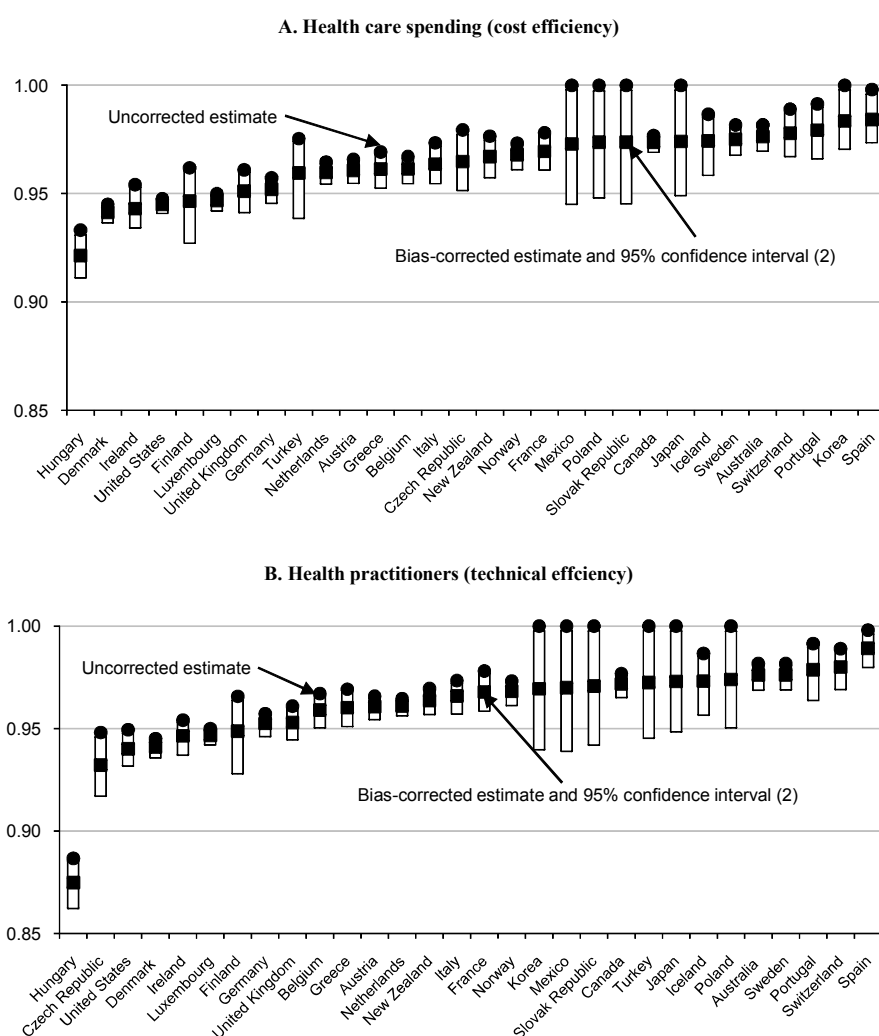 A. Health care spending (cost efficiency)
1.00
Uncorrected estimate
0.95
Bias-corrected estimate and 95% confidence interval (2)
0.90
0.85
Hungary
Denmark
Ireland
United States
Finland
Luxembourg
United Kingdom
Germany
Turkey
Netherlands
Austria
Greece
Belgium
Italy
Czech Republic
New Zealand
Norway
France
Mexico
Poland
Slovak Republic
Canada
Japan
Iceland
Sweden
Australia
Switzerland
Portugal
Korea
Spain
B. Health practitioners (technical effciency)
1.00
Uncorrected estimate
0.95
Bias-corrected estimate and 95% confidence interval (2)
0.90
0.85
Hungary
Czech Republic
United States
Denmark
Ireland
Luxembourg
Finland
Germany
United Kingdom
Belgium
Greece
Austria
Netherlands
New Zealand
Italy
France
Norway
Korea
Mexico
Slovak Republic
Canada
Turkey
Japan
Iceland
Poland
Australia
Sweden
Portugal
Switzerland
Spain